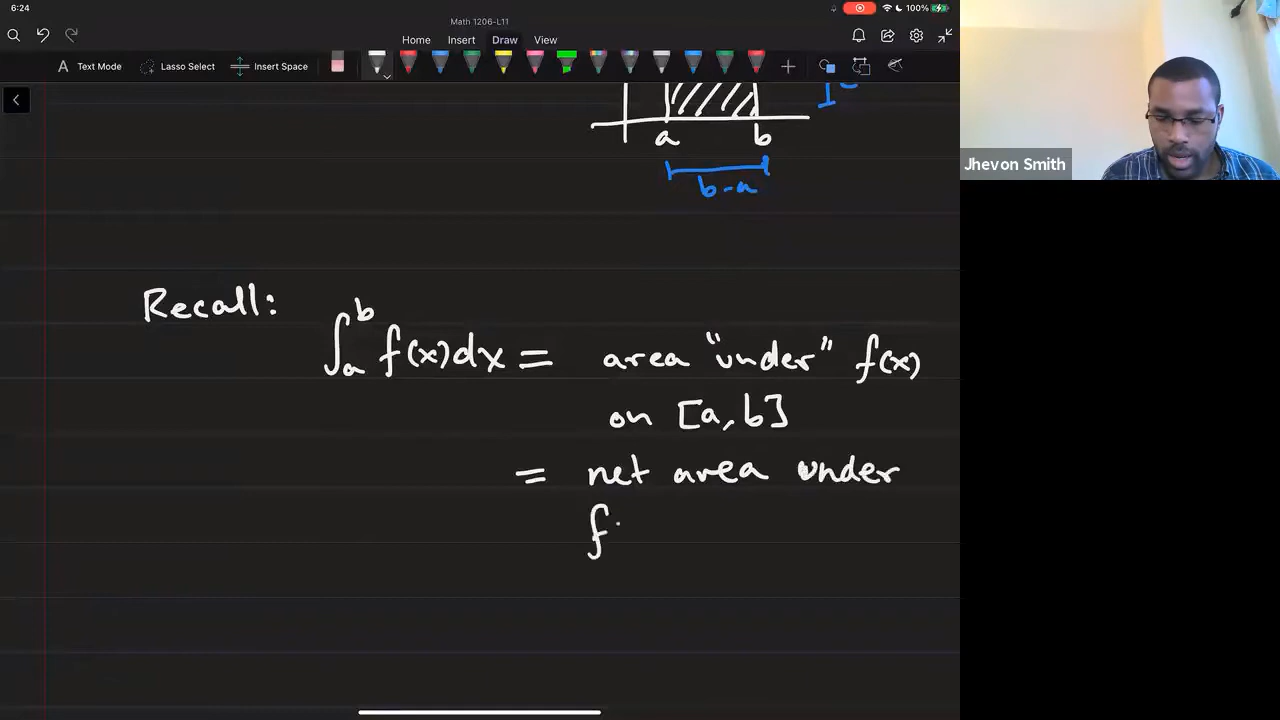 6:24
100%
Math 1206-L11
Home Insert Draw View
Text Mode Lasso Select Insert Space
a b
b-a
Jhevon Smith
Recall:
∫_a^b f(x)dx = area "under" f(x)
on [a,b]
= net area under
f